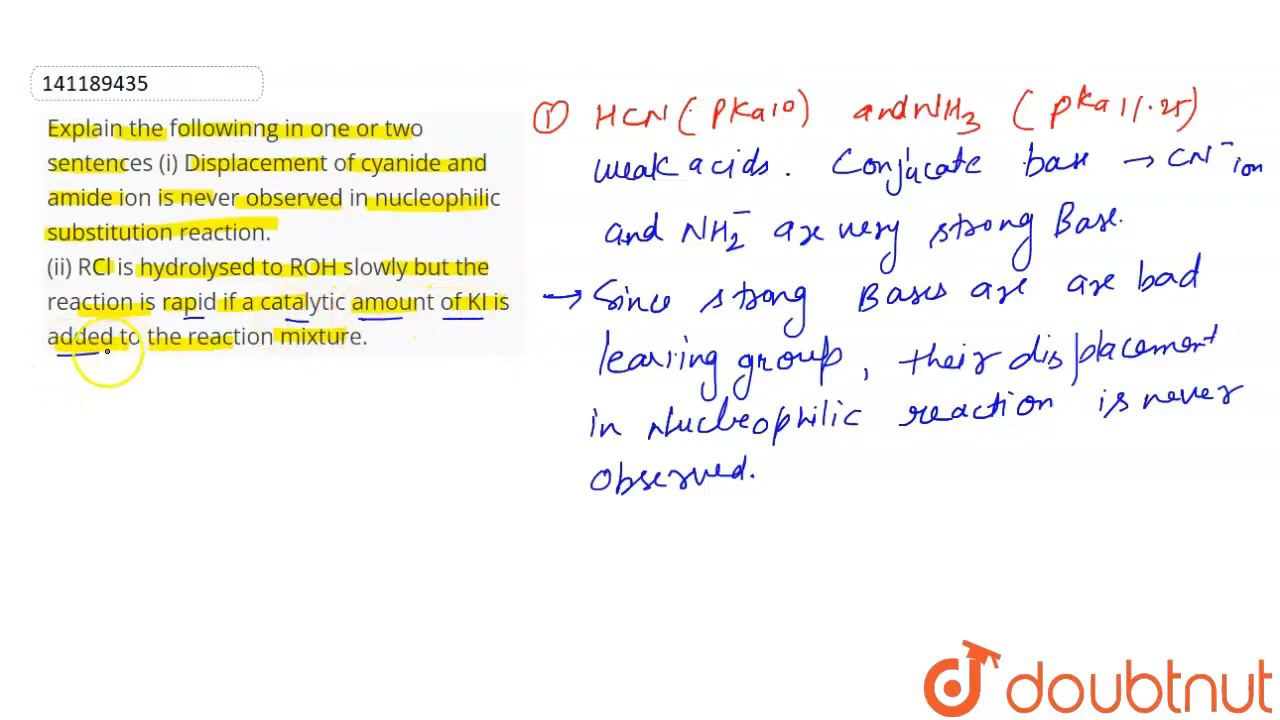 141189435
Explain the followinng in one or two
sentences (i) Displacement of cyanide and
amide ion is never observed in nucleophilic
substitution reaction.
(ii) RCl is hydrolysed to ROH slowly but the
reaction is rapid if a catalytic amount of KI is
added to the reaction mixture.
① HCN (pka 10) and NH3 (pka 11.25)
weak acids. Conjucate base → CN⁻ ion
and NH2⁻ are very strong Base.
→ Since strong Bases are are bad
leaving group, their displacement
in Nucleophilic reaction is never
observed.
doubtnut